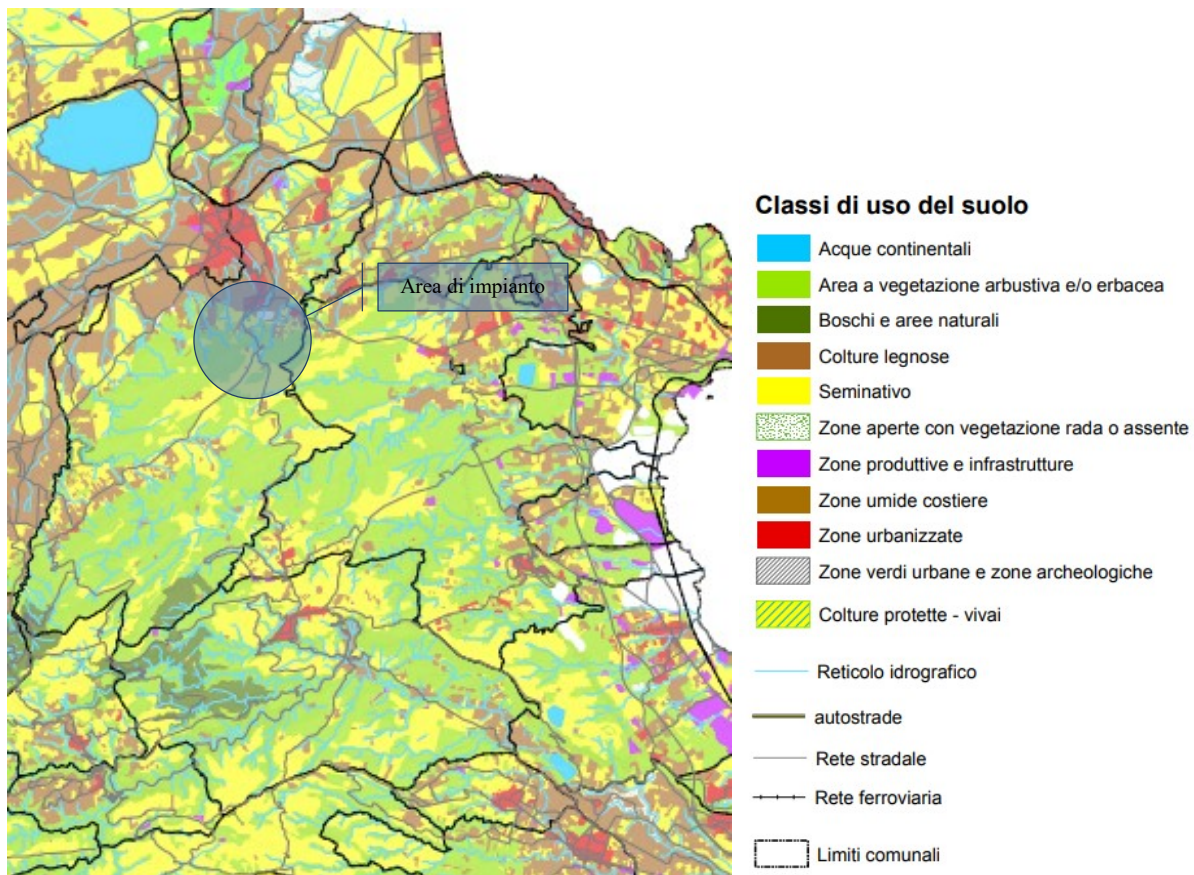 Area di impianto
Classi di uso del suolo
Acque continentali
Area a vegetazione arbustiva e/o erbacea
Boschi e aree naturali
Colture legnose
Seminativo
Zone aperte con vegetazione rada o assente
Zone produttive e infrastrutture
Zone umide costiere
Zone urbanizzate
Zone verdi urbane e zone archeologiche
Colture protette - vivai
Reticolo idrografico
autostrade
Rete stradale
Rete ferroviaria
Limiti comunali